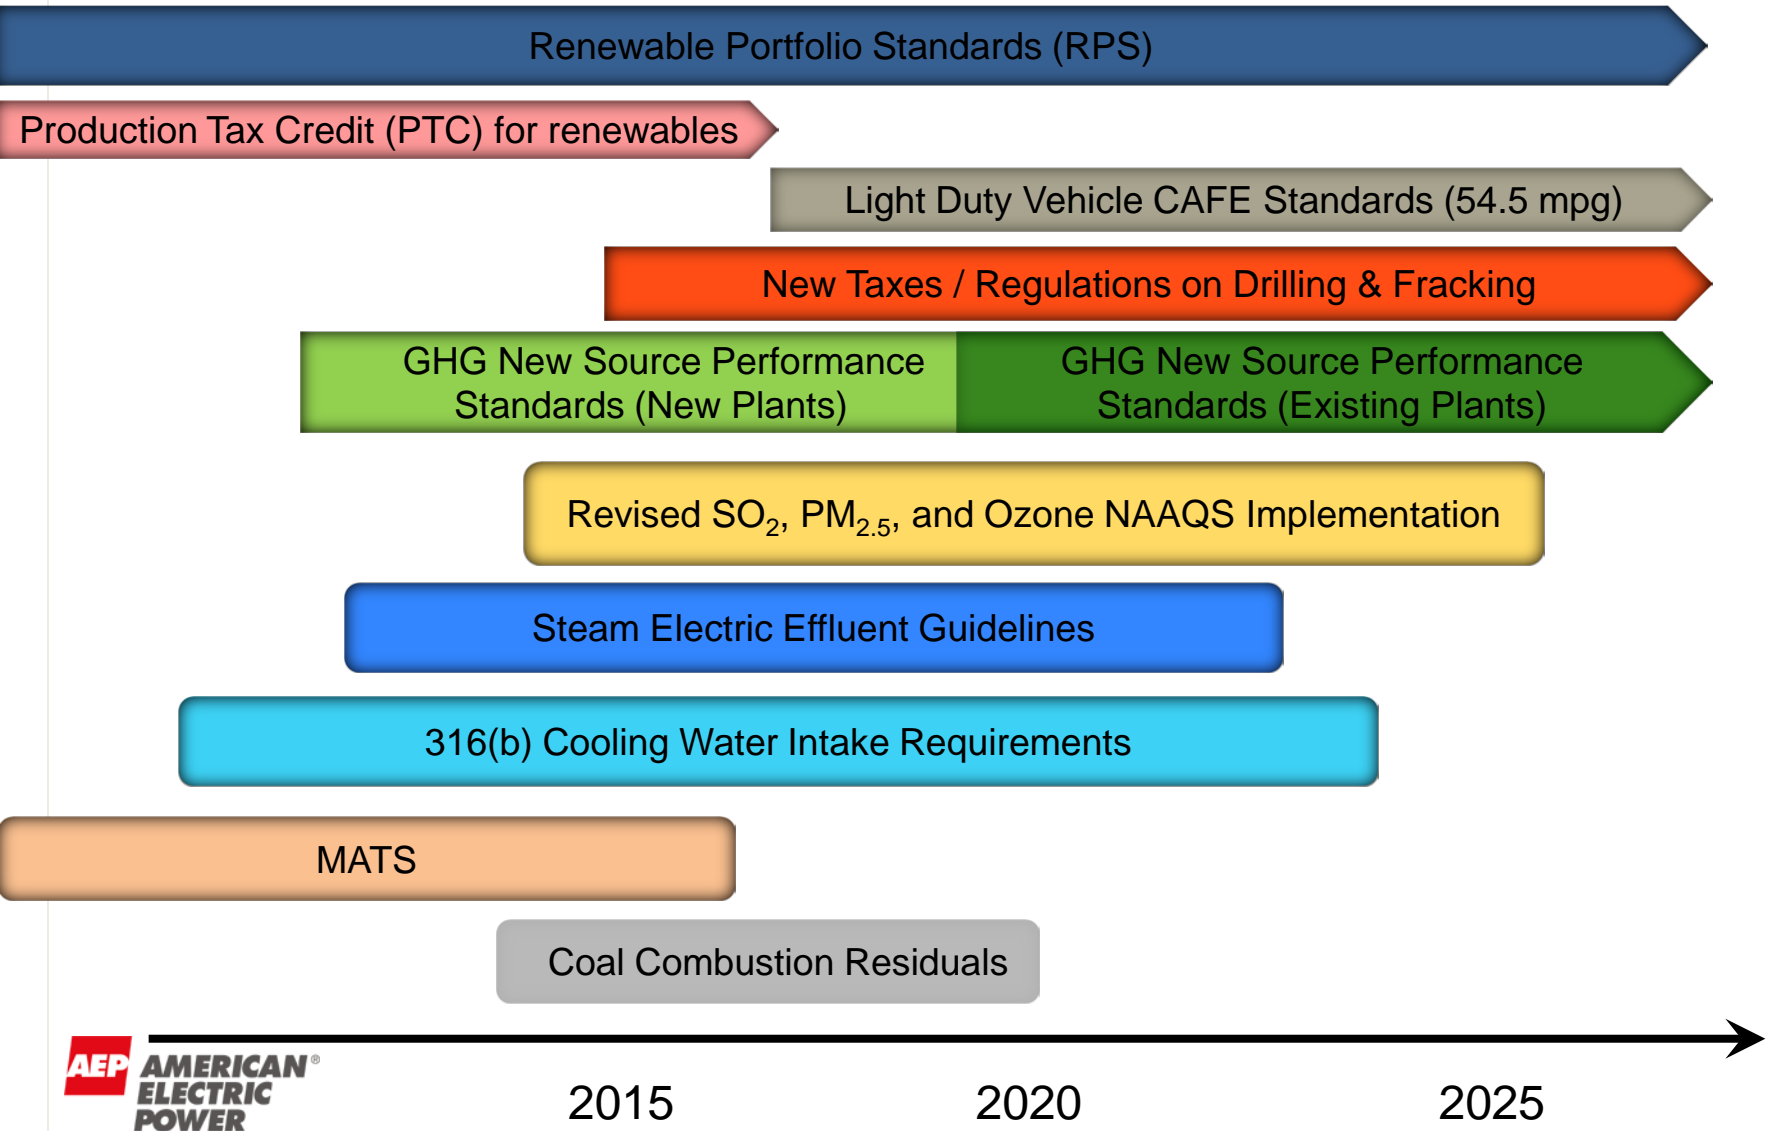 Renewable Portfolio Standards (RPS)
Production Tax Credit (PTC) for renewables
Light Duty Vehicle CAFE Standards (54.5 mpg)
New Taxes / Regulations on Drilling & Fracking
GHG New Source Performance
Standards (New Plants)
GHG New Source Performance
Standards (Existing Plants)
Revised SO₂, PM₂.₅, and Ozone NAAQS Implementation
Steam Electric Effluent Guidelines
316(b) Cooling Water Intake Requirements
MATS
Coal Combustion Residuals
AEP
AMERICAN®
ELECTRIC
POWER
2015
2020
2025